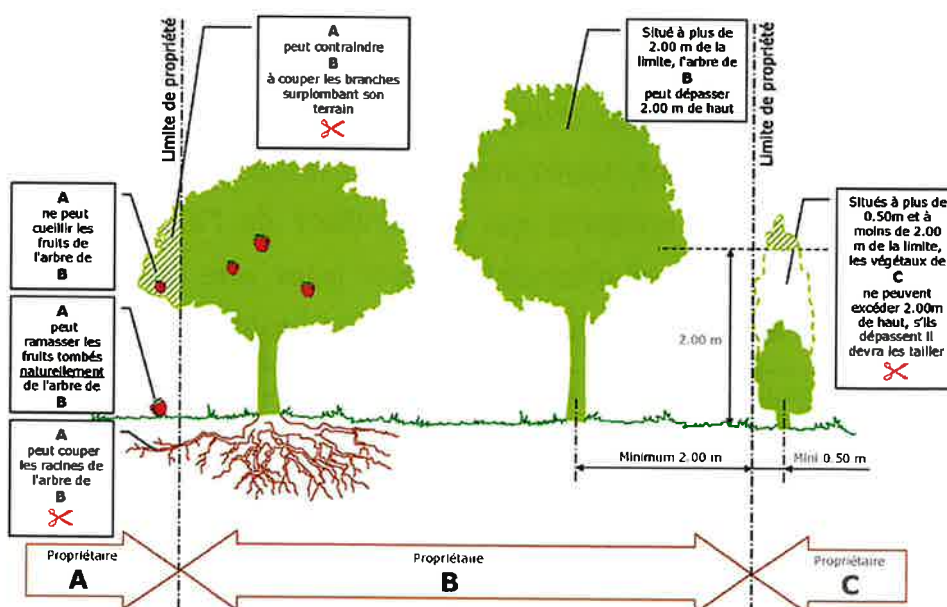 Limite de propriété
A
peut contraindre
B
à couper les branches
surplombant son
terrain
Situé à plus de
2.00 m de la
limite, l'arbre de
B
peut dépasser
2.00 m de haut
Limite de propriété
A
ne peut
cueillir les
fruits de
l'arbre de
B
Situés à plus de
0.50m et à
moins de 2.00
m de la limite,
les végétaux de
C
ne peuvent
excéder 2.00m
de haut, s'ils
dépassent il
devra les tailler
A
peut
ramasser les
fruits tombés
naturellement
de l'arbre de
B
2.00 m
A
peut couper
les racines de
l'arbre de
B
Minimum 2.00 m
Mini 0.50 m
Propriétaire
A
Propriétaire
B
Propriétaire
C